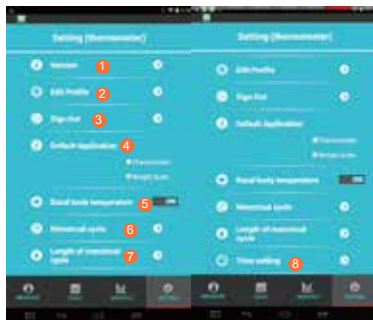 Setting (thermometer)
Version 1
Edit Profile 2
Sign Out 3
Default Application 4
Thermometer
Weight Scale
Basal body temperature 5
Menstrual cycle 6
Length of menstrual
cycle 7
Setting (thermometer)
Edit Profile
Sign Out
Default Application
Thermometer
Weight Scale
Basal body temperature
Menstrual cycle
Length of menstrual
cycle
Time setting 8